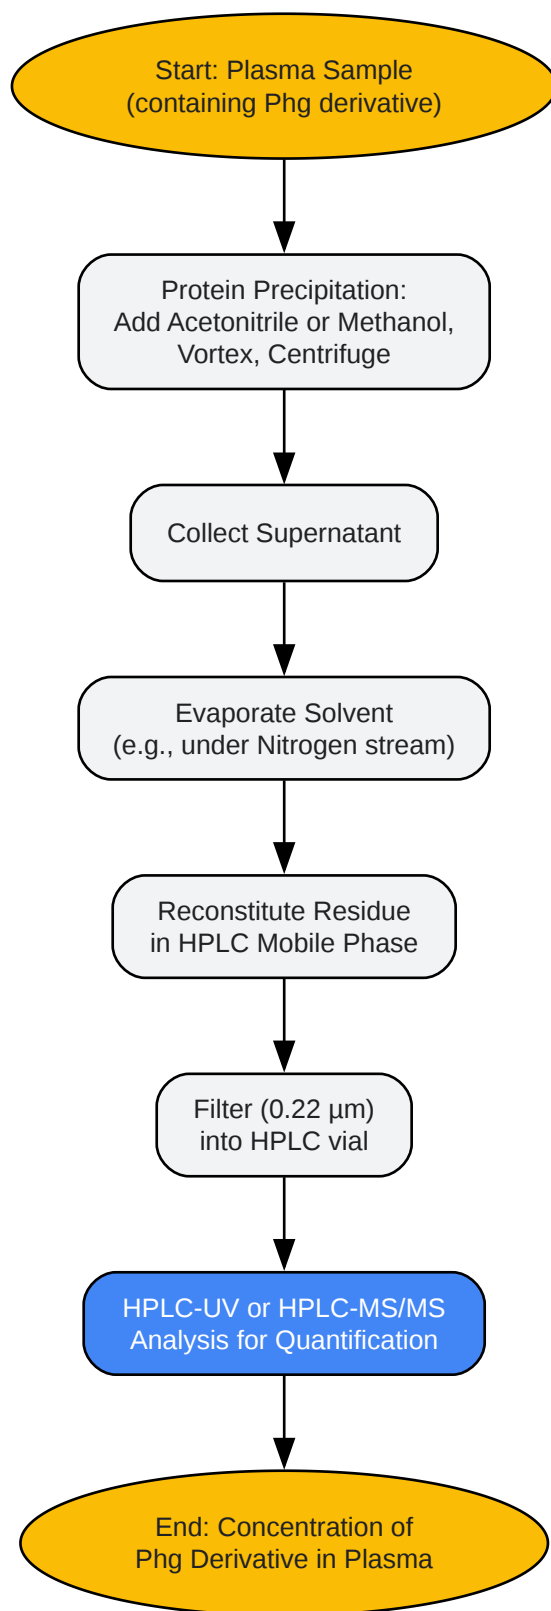 Start: Plasma Sample
(containing Phg derivative)
Protein Precipitation:
Add Acetonitrile or Methanol,
Vortex, Centrifuge
Collect Supernatant
Evaporate Solvent
(e.g., under Nitrogen stream)
Reconstitute Residue
in HPLC Mobile Phase
Filter (0.22 µm)
into HPLC vial
HPLC-UV or HPLC-MS/MS
Analysis for Quantification
End: Concentration of
Phg Derivative in Plasma